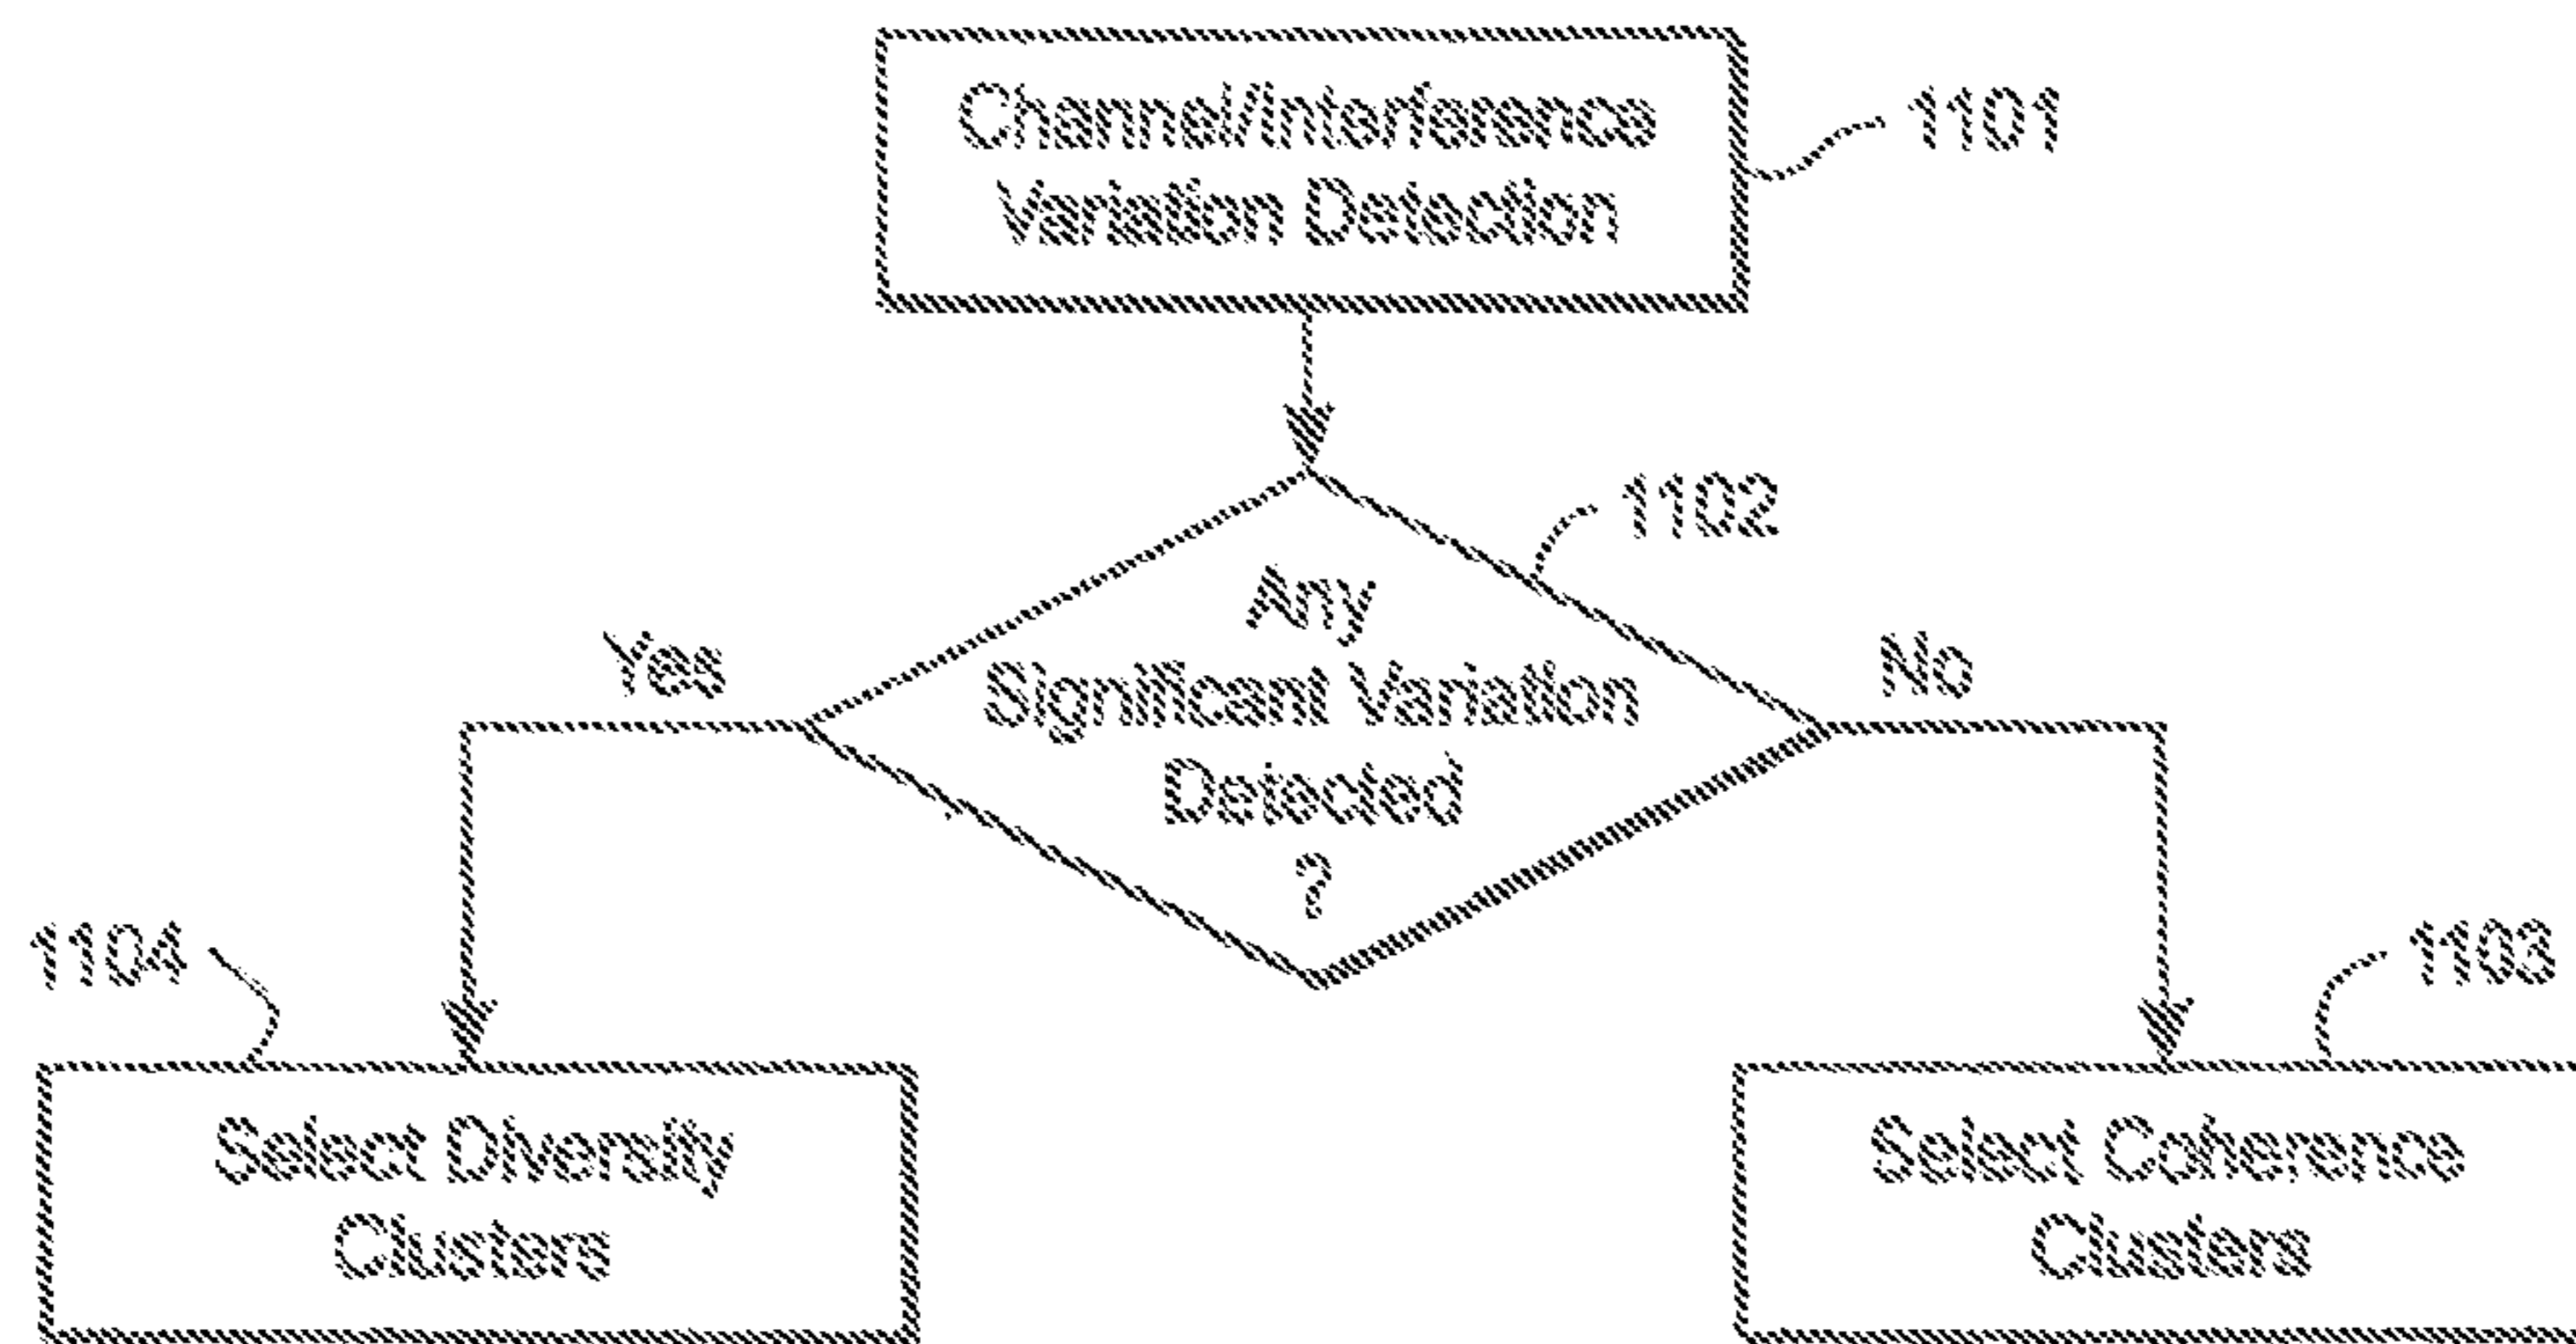 Channel/Interference
Variation Detection
1101
1102
Any
Significant Variation
Detected
?
Yes
No
1104
1103
Select Diversity
Clusters
Select Coherence
Clusters